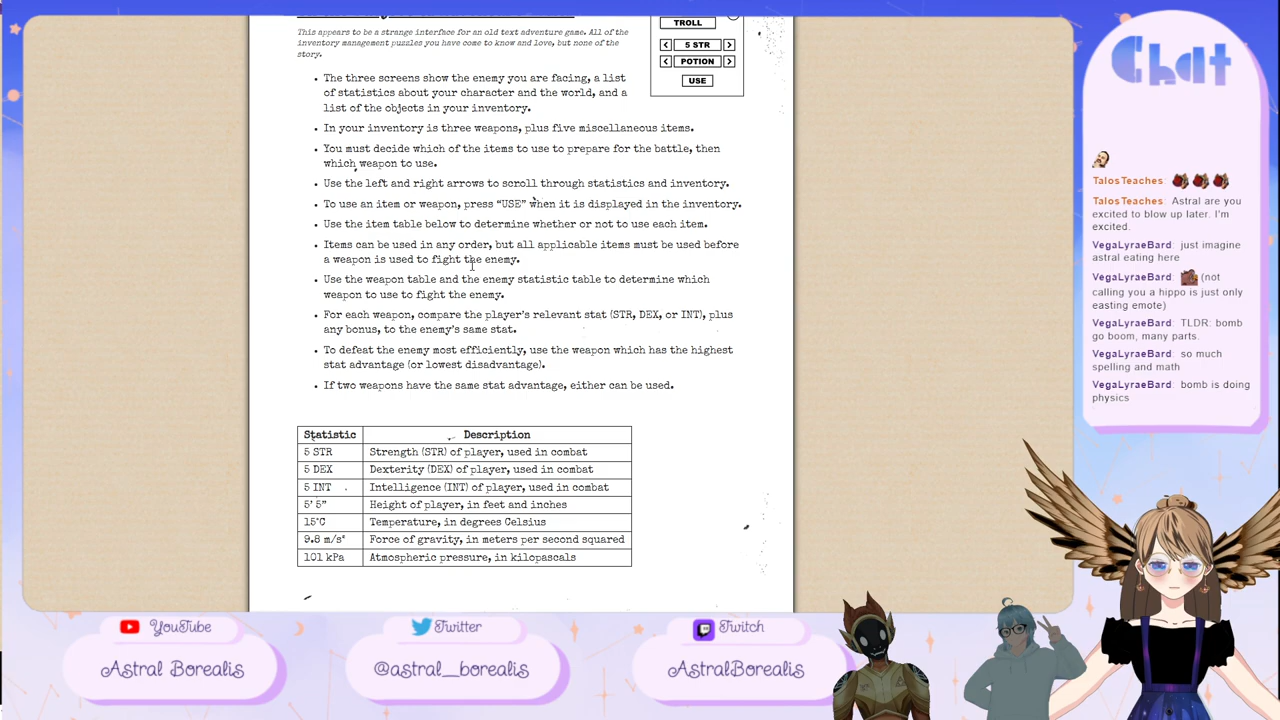 This appears to be a strange interface for an old text adventure game. All of the
inventory management puzzles you have come to know and love, but none of the
story.
TROLL
< 5 STR >
< POTION >
USE
• The three screens show the enemy you are facing, a list
of statistics about your character and the world, and a
list of the objects in your inventory.
• In your inventory is three weapons, plus five miscellaneous items.
• You must decide which of the items to use to prepare for the battle, then
which weapon to use.
• Use the left and right arrows to scroll through statistics and inventory.
• To use an item or weapon, press “USE” when it is displayed in the inventory.
• Use the item table below to determine whether or not to use each item.
• Items can be used in any order, but all applicable items must be used before
a weapon is used to fight the enemy.
• Use the weapon table and the enemy statistic table to determine which
weapon to use to fight the enemy.
• For each weapon, compare the player’s relevant stat (STR, DEX, or INT), plus
any bonus, to the enemy’s same stat.
• To defeat the enemy most efficiently, use the weapon which has the highest
stat advantage (or lowest disadvantage).
• If two weapons have the same stat advantage, either can be used.
Statistic Description
5 STR Strength (STR) of player, used in combat
5 DEX Dexterity (DEX) of player, used in combat
5 INT Intelligence (INT) of player, used in combat
5' 5" Height of player, in feet and inches
15°C Temperature, in degrees Celsius
9.8 m/s² Force of gravity, in meters per second squared
101 kPa Atmospheric pressure, in kilopascals
Chat
TalosTeaches:
TalosTeaches: Astral are you
excited to blow up later. I'm
excited.
VegaLyraeBard: just imagine
astral eating here
VegaLyraeBard: (not
calling you a hippo is just only
easting emote)
VegaLyraeBard: TLDR: bomb
go boom, many parts.
VegaLyraeBard: so much
spelling and math
VegaLyraeBard: bomb is doing
physics
YouTube
Astral Borealis
Twitter
@astral__borealis
Twitch
AstralBorealis